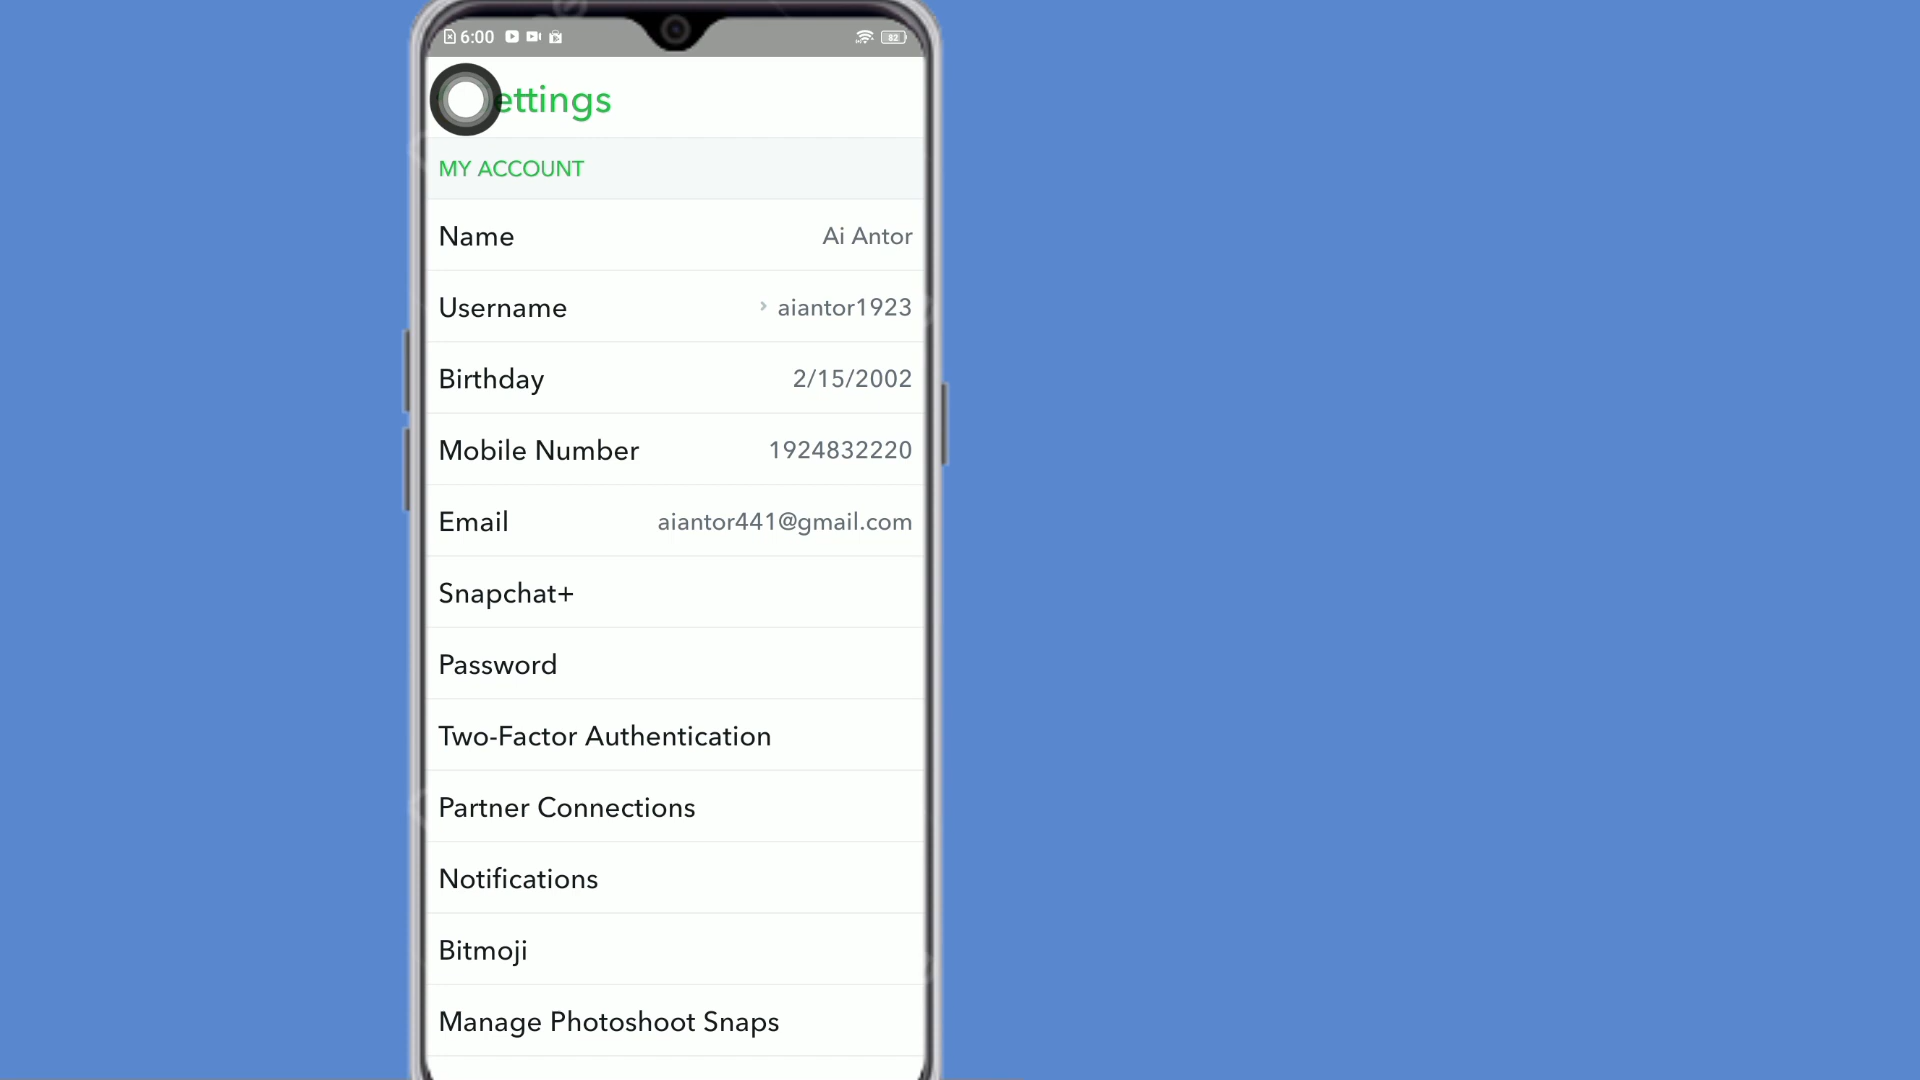 6:00
82
ettings
MY ACCOUNT
Name
Ai Antor
Username
› aiantor1923
Birthday
2/15/2002
Mobile Number
1924832220
Email
aiantor441@gmail.com
Snapchat+
Password
Two-Factor Authentication
Partner Connections
Notifications
Bitmoji
Manage Photoshoot Snaps